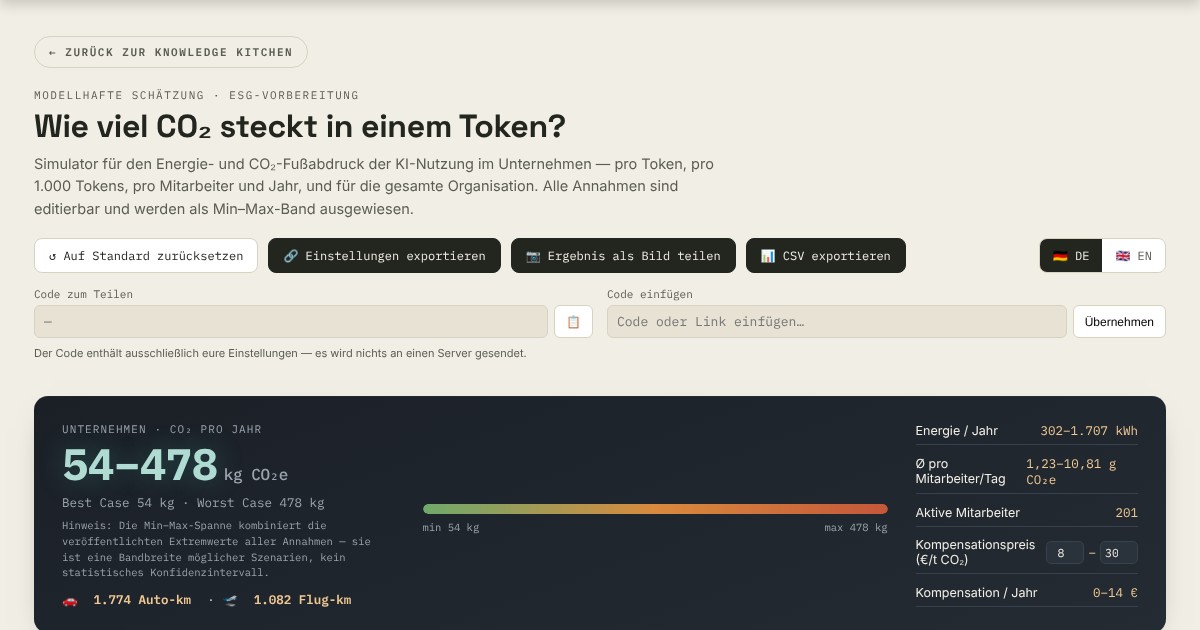 ← ZURÜCK ZUR KNOWLEDGE KITCHEN
MODELLHAFTE SCHÄTZUNG · ESG-VORBEREITUNG
Wie viel CO₂ steckt in einem Token?
Simulator für den Energie- und CO₂-Fußabdruck der KI-Nutzung im Unternehmen — pro Token, pro
1.000 Tokens, pro Mitarbeiter und Jahr, und für die gesamte Organisation. Alle Annahmen sind
editierbar und werden als Min–Max-Band ausgewiesen.
↺ Auf Standard zurücksetzen
🔗 Einstellungen exportieren
📷 Ergebnis als Bild teilen
📊 CSV exportieren
🇩🇪 DE
🇬🇧 EN
Code zum Teilen
—
📋
Code einfügen
Code oder Link einfügen…
Übernehmen
Der Code enthält ausschließlich eure Einstellungen — es wird nichts an einen Server gesendet.
UNTERNEHMEN · CO₂ PRO JAHR
54–478 kg CO₂e
Best Case 54 kg · Worst Case 478 kg
Hinweis: Die Min–Max-Spanne kombiniert die
veröffentlichten Extremwerte aller Annahmen — sie
ist eine Bandbreite möglicher Szenarien, kein
statistisches Konfidenzintervall.
🚗 1.774 Auto-km · 🛫 1.082 Flug-km
min 54 kg
max 478 kg
Energie / Jahr 302–1.707 kWh
Ø pro
Mitarbeiter/Tag
1,23–10,81 g
CO₂e
Aktive Mitarbeiter 201
Kompensationspreis
(€/t CO₂)
8 – 30
Kompensation / Jahr 0–14 €